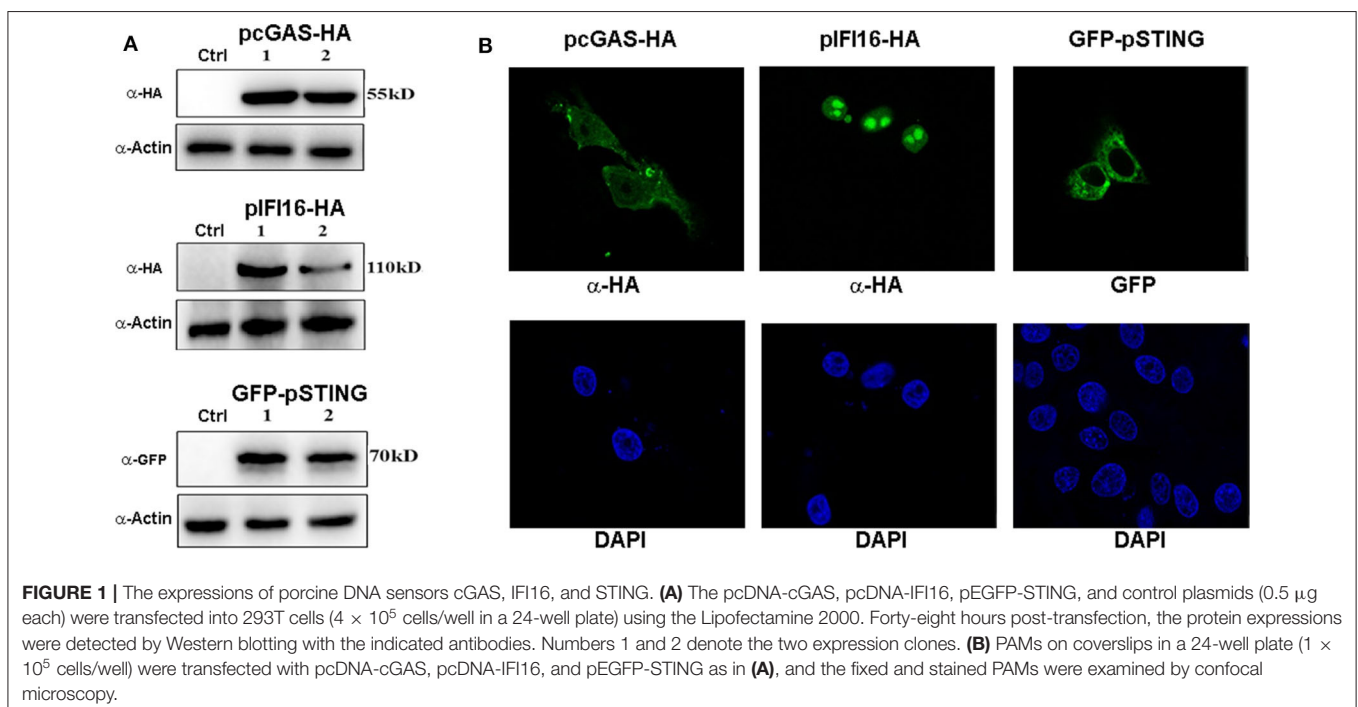 A
pcGAS-HA
Ctrl 1 2
α-HA 55kD
α-Actin
pIFI16-HA
Ctrl 1 2
α-HA 110kD
α-Actin
GFP-pSTING
Ctrl 1 2
α-GFP 70kD
α-Actin
B
pcGAS-HA pIFI16-HA GFP-pSTING
α-HA α-HA GFP
DAPI DAPI DAPI
FIGURE 1 | The expressions of porcine DNA sensors cGAS, IFI16, and STING. (A) The pcDNA-cGAS, pcDNA-IFI16, pEGFP-STING, and control plasmids (0.5 μg
each) were transfected into 293T cells (4 × 10⁵ cells/well in a 24-well plate) using the Lipofectamine 2000. Forty-eight hours post-transfection, the protein expressions
were detected by Western blotting with the indicated antibodies. Numbers 1 and 2 denote the two expression clones. (B) PAMs on coverslips in a 24-well plate (1 ×
10⁵ cells/well) were transfected with pcDNA-cGAS, pcDNA-IFI16, and pEGFP-STING as in (A), and the fixed and stained PAMs were examined by confocal
microscopy.